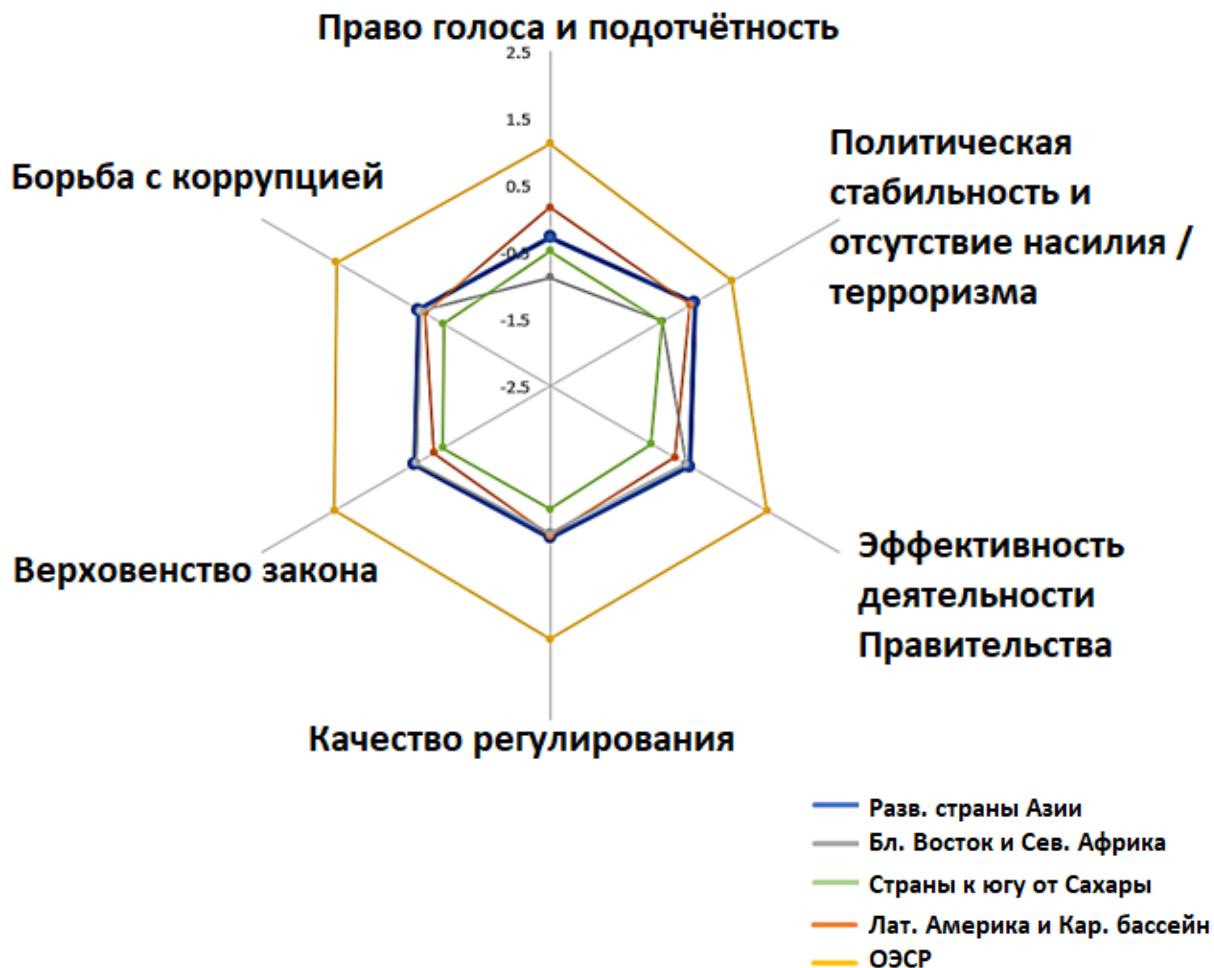 Право голоса и подотчётность
2.5
1.5
0.5
-0.5
-1.5
-2.5
Политическая
стабильность и
отсутствие насилия /
терроризма
Борьба с коррупцией
Эффективность
деятельности
Правительства
Верховенство закона
Качество регулирования
Разв. страны Азии
Бл. Восток и Сев. Африка
Страны к югу от Сахары
Лат. Америка и Кар. бассейн
ОЭСР